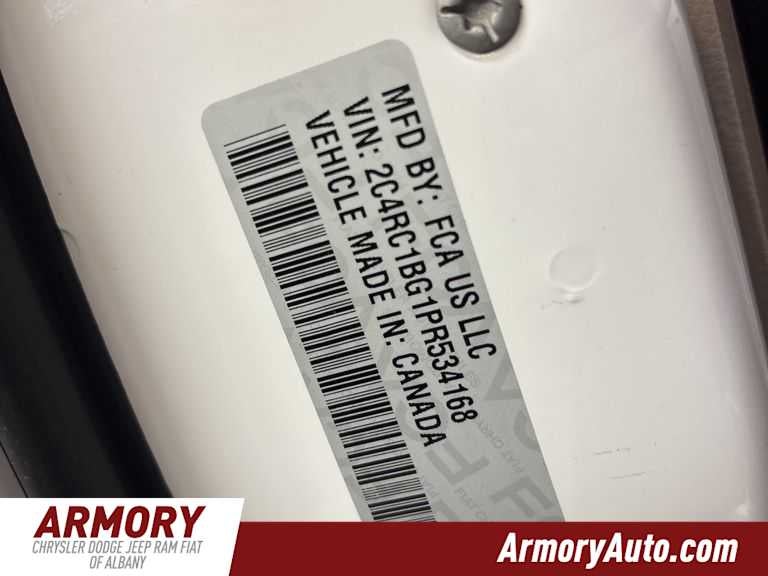 MFD BY: FCA US LLC
VIN: 2C4RC1BG1PR534168
VEHICLE MADE IN: CANADA
ARMORY
CHRYSLER DODGE JEEP RAM FIAT
OF ALBANY
ArmoryAuto.com